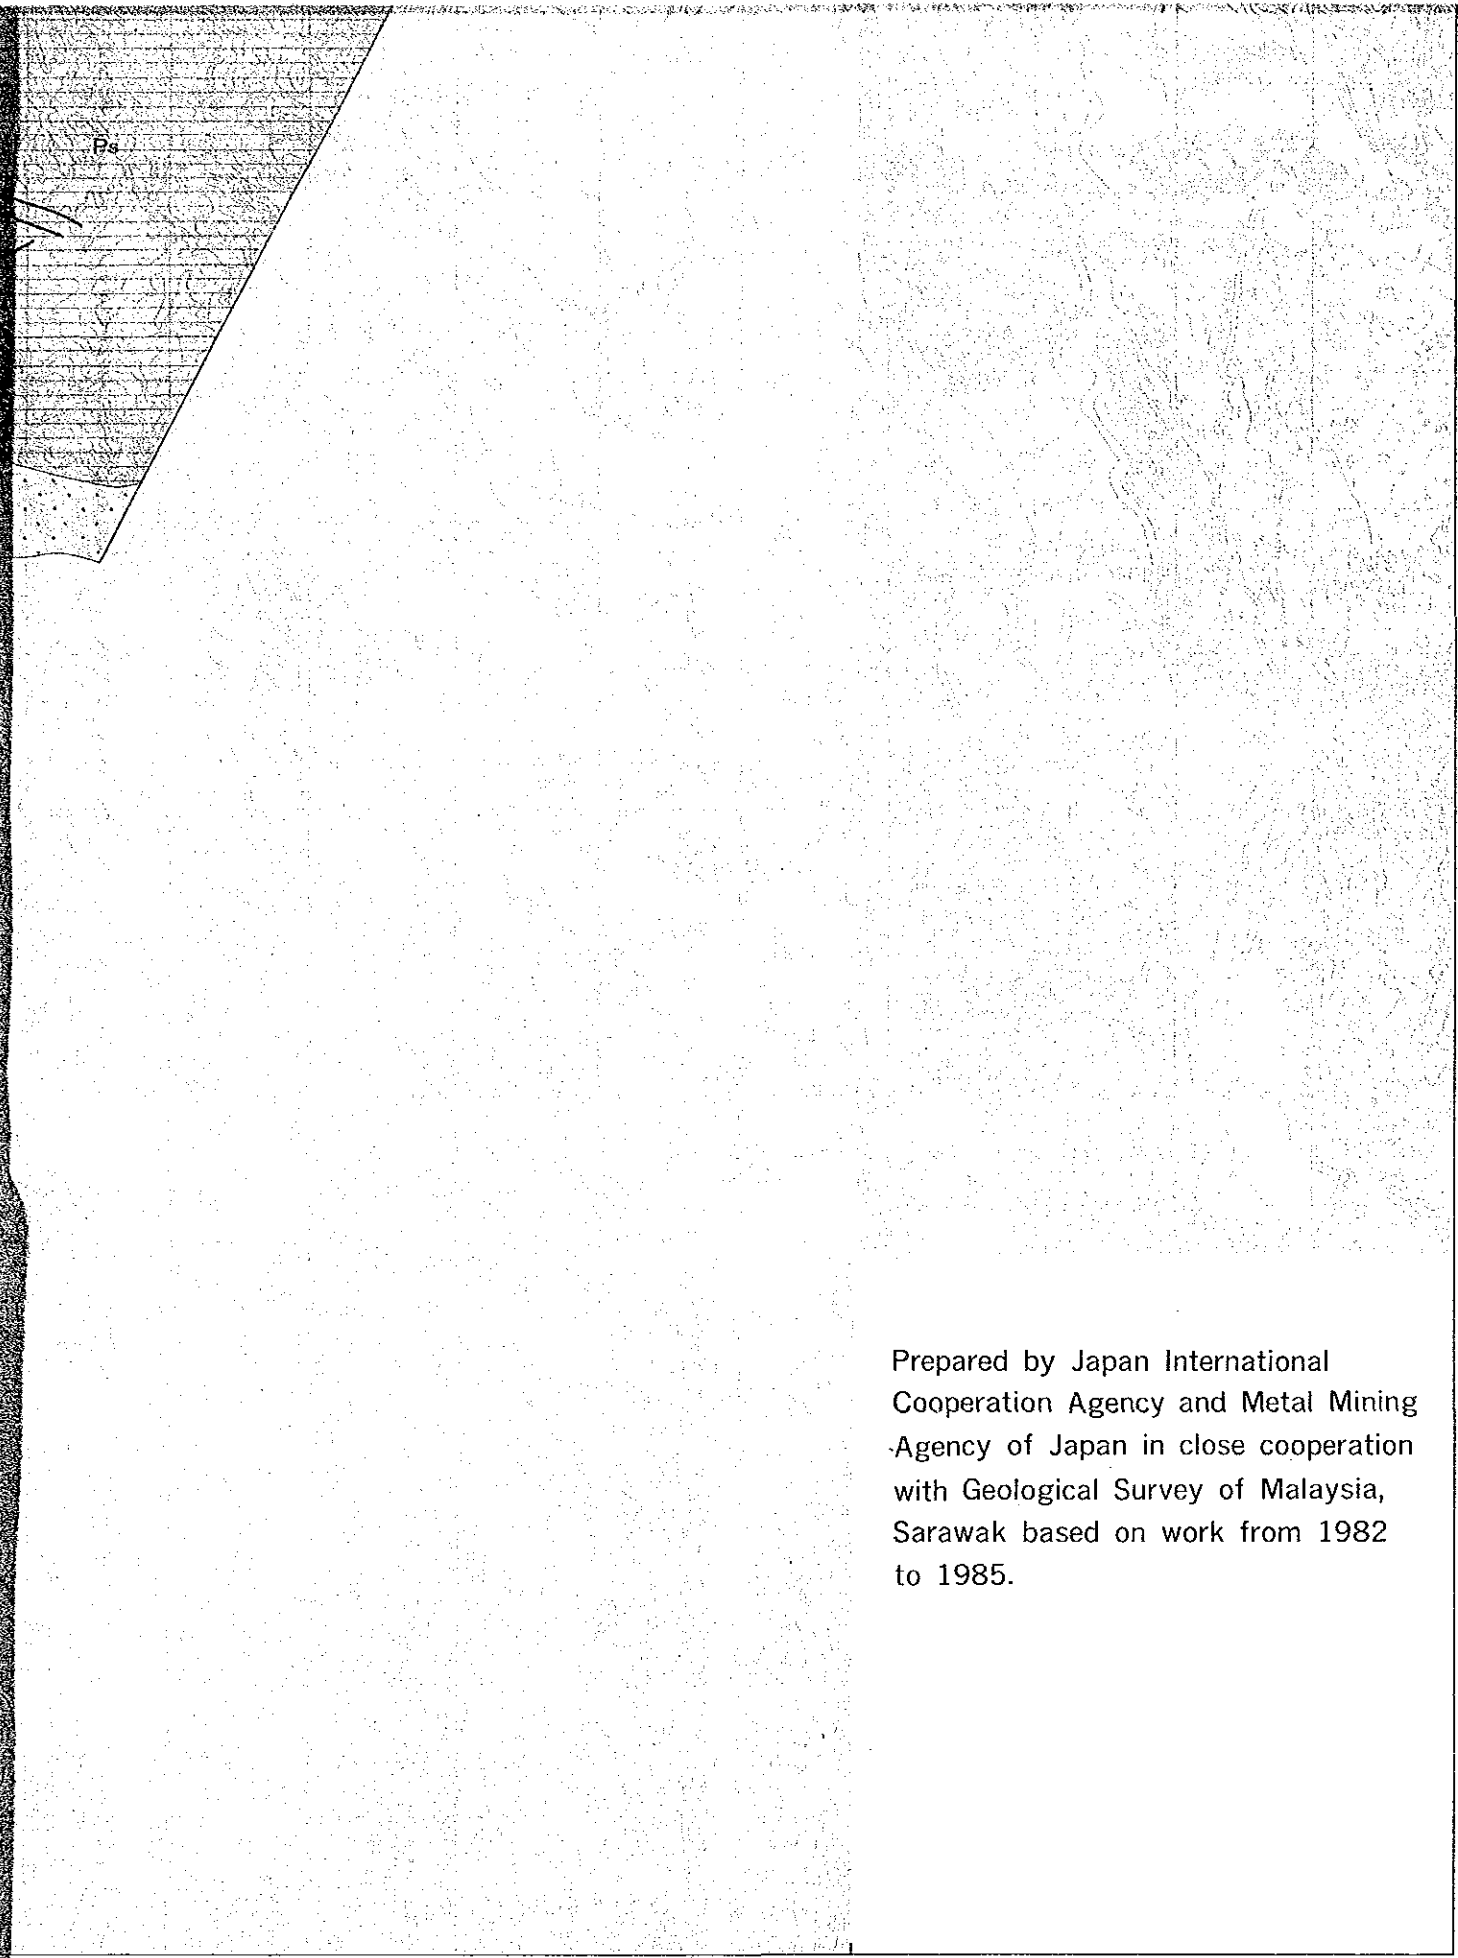 Ps
Prepared by Japan International
Cooperation Agency and Metal Mining
Agency of Japan in close cooperation
with Geological Survey of Malaysia,
Sarawak based on work from 1982
to 1985.